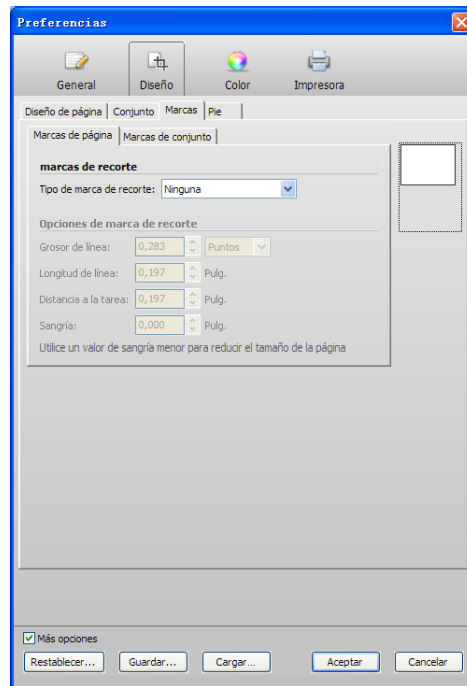 Preferencias
General Diseño Color Impresora
Diseño de página Conjunto Marcas Pie
Marcas de página Marcas de conjunto
marcas de recorte
Tipo de marca de recorte: Ninguna
Opciones de marca de recorte
Grosor de línea: 0,283 Puntos
Longitud de línea: 0,197 Pulg.
Distancia a la tarea: 0,197 Pulg.
Sangría: 0,000 Pulg.
Utilice un valor de sangría menor para reducir el tamaño de la página
Más opciones
Restablecer... Guardar... Cargar... Aceptar Cancelar